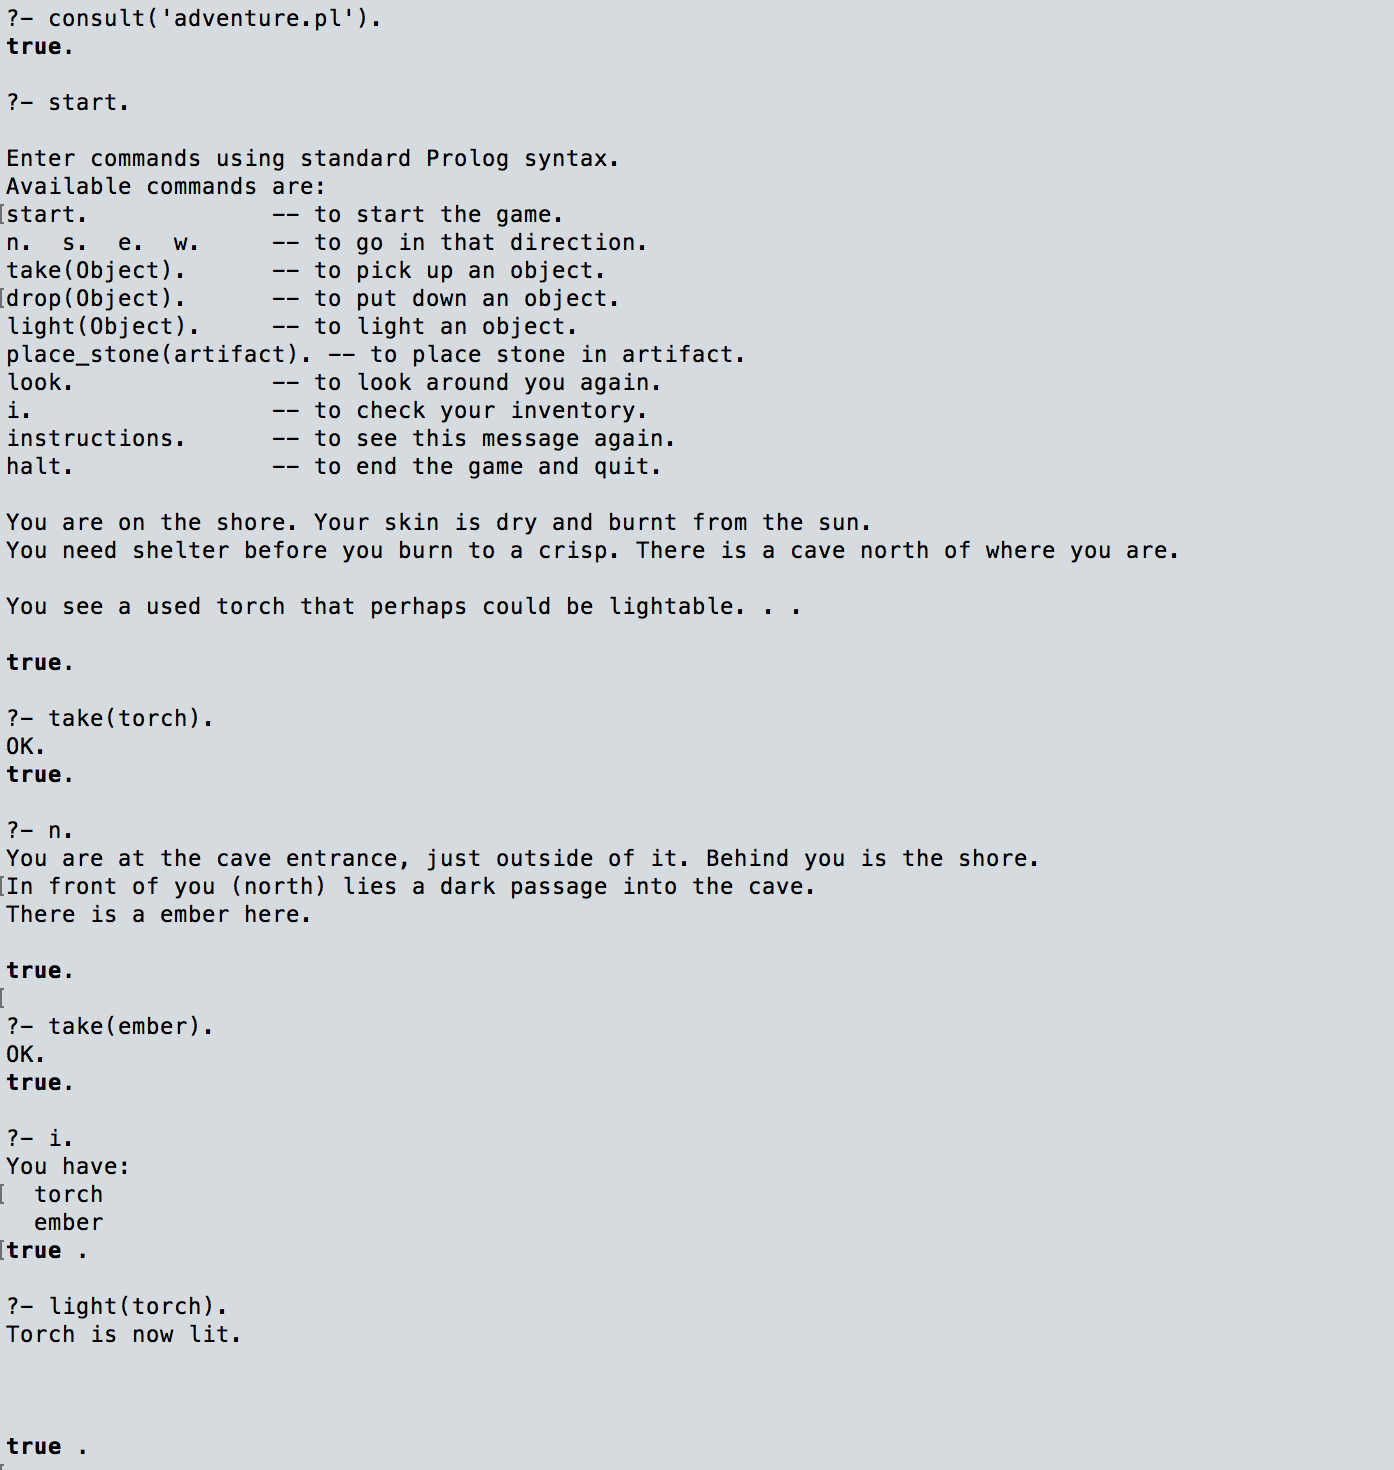 ?- consult('adventure.pl').
true.
?- start.
Enter commands using standard Prolog syntax.
Available commands are:
start.             -- to start the game.
n.  s.  e.  w.     -- to go in that direction.
take(Object).      -- to pick up an object.
drop(Object).      -- to put down an object.
light(Object).     -- to light an object.
place_stone(artifact). -- to place stone in artifact.
look.              -- to look around you again.
i.                 -- to check your inventory.
instructions.      -- to see this message again.
halt.              -- to end the game and quit.
You are on the shore. Your skin is dry and burnt from the sun.
You need shelter before you burn to a crisp. There is a cave north of where you are.
You see a used torch that perhaps could be lightable. . .
true.
?- take(torch).
OK.
true.
?- n.
You are at the cave entrance, just outside of it. Behind you is the shore.
In front of you (north) lies a dark passage into the cave.
There is a ember here.
true.
?- take(ember).
OK.
true.
?- i.
You have:
  torch
  ember
true .
?- light(torch).
Torch is now lit.
true .